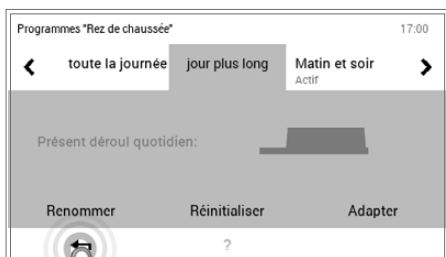 Programmes "Rez de chaussée" 17:00
toute la journée jour plus long Matin et soir
Actif
Présent déroul quotidien:
Renommer Réinitialiser Adapter
?